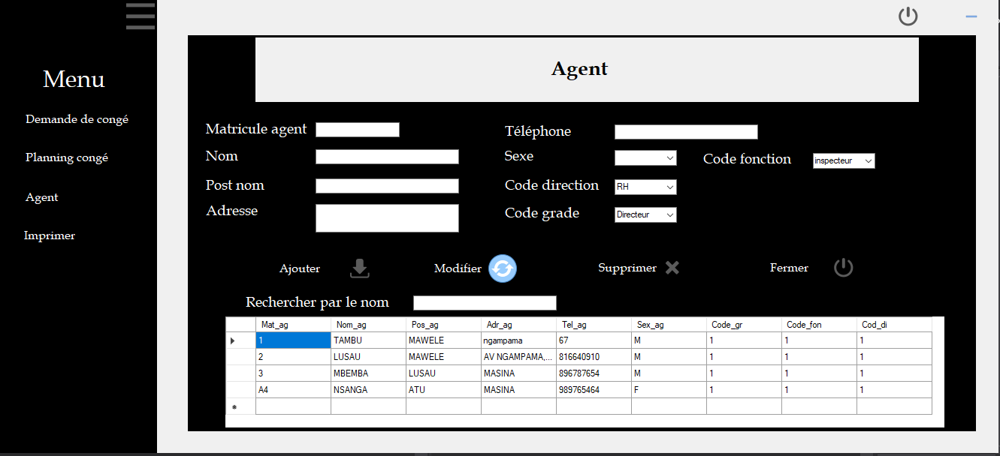 Menu
Demande de congé
Planning congé
Agent
Imprimer
Agent
Matricule agent
Téléphone
Nom
Sexe
Code fonction inspecteur
Post nom
Code direction RH
Adresse
Code grade Directeur
Ajouter Modifier Supprimer Fermer
Rechercher par le nom
Mat_ag Nom_ag Pos_ag Adr_ag Tel_ag Sex_ag Code_gr Code_fon Cod_di
1 TAMBU MAWELE ngampama 67 M 1 1 1
2 LUSAU MAWELE AV NGAMPAMA,... 816640910 M 1 1 1
3 MBEMBA LUSAU MASINA 896787654 M 1 1 1
A4 NSANGA ATU MASINA 989765464 F 1 1 1